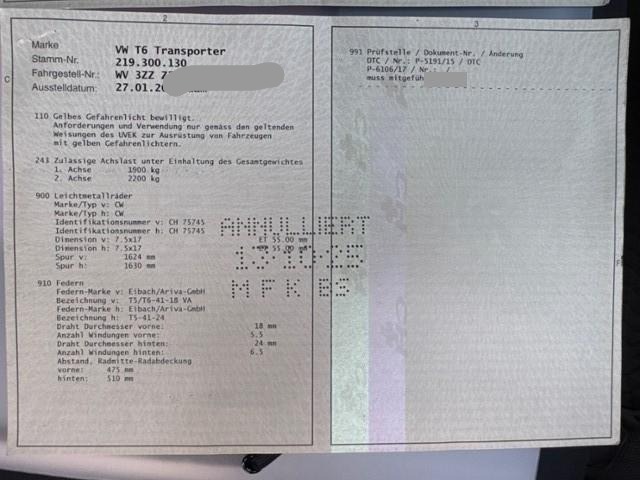 2
Marke VW T6 Transporter
Stamm-Nr. 219.300.130
Fahrgestell-Nr.: WV 3ZZ
Ausstelldatum: 27.01.20
C
110 Gelbes Gefahrenlicht bewilligt.
Anforderungen und Verwendung nur gemäss den geltenden
Weisungen des UVEK zur Ausrüstung von Fahrzeugen
mit gelben Gefahrenlichtern.
243 Zulässige Achslast unter Einhaltung des Gesamtgewichtes
1. Achse 1900 kg
2. Achse 2200 kg
900 Leichtmetallräder
Marke/Typ v: CW
Marke/Typ h: CW
Identifikationsnummer v: CH 75745
Identifikationsnummer h: CH 75745
Dimension v: 7.5x17 ET 55.00 mm
Dimension h: 7.5x17 ET 55.00 mm
Spur v: 1624 mm
Spur h: 1630 mm
ANNULLIERT
13 10 25
MFK BS
910 Federn
Federn-Marke v: Eibach/Ariva-GmbH
Bezeichnung v: T5/T6-41-18 VA
Federn-Marke h: Eibach/Ariva-GmbH
Bezeichnung h: T5-41-24
Draht Durchmesser vorne: 18 mm
Anzahl Windungen vorne: 5.5
Draht Durchmesser hinten: 24 mm
Anzahl Windungen hinten: 6.5
Abstand, Radmitte-Radabdeckung
vorne: 475 mm
hinten: 510 mm
3
991 Prüfstelle / Dokument-Nr. / Änderung
DTC / Nr.: P-5191/15 / DTC
P-6106/17 / Nr.: /
muss mitgefüh